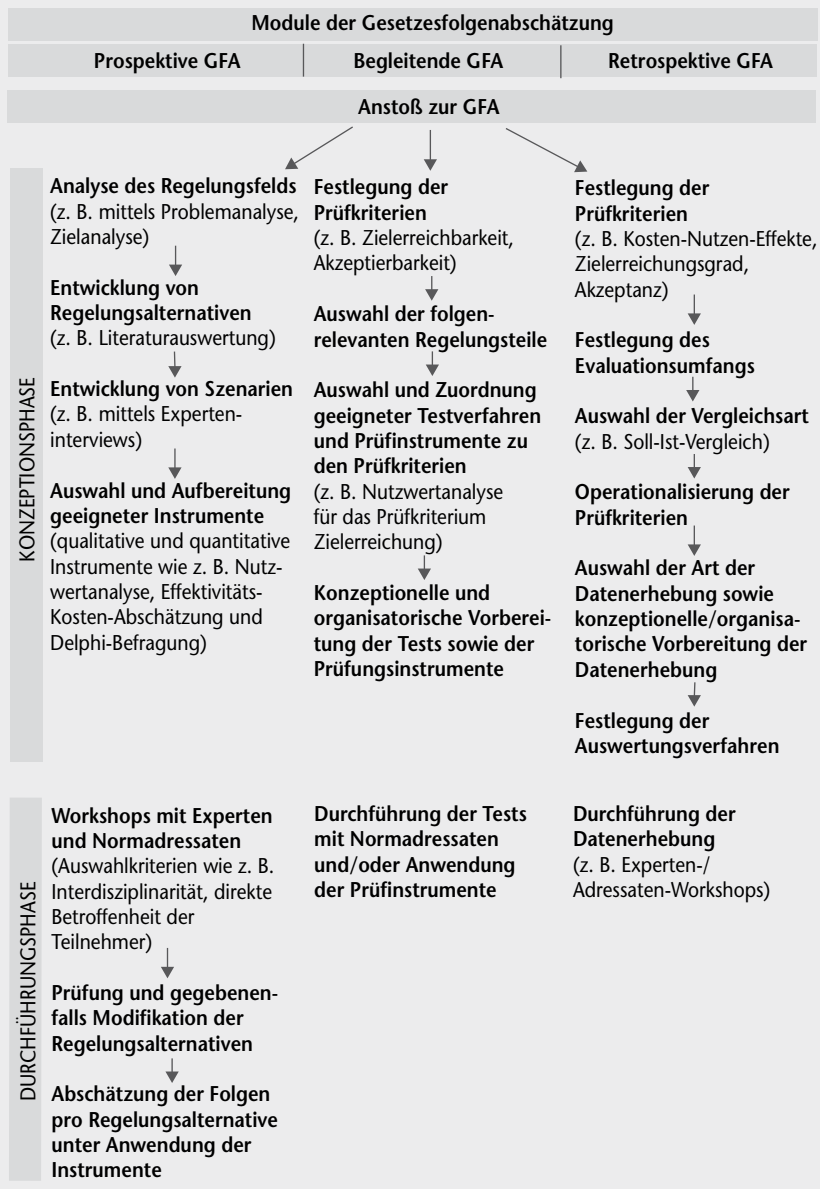 Module der Gesetzesfolgenabschätzung
Prospektive GFA
Begleitende GFA
Retrospektive GFA
Anstoß zur GFA
KONZEPTIONSPHASE
Analyse des Regelungsfelds
(z. B. mittels Problemanalyse,
Zielanalyse)
Entwicklung von
Regelungsalternativen
(z. B. Literaturauswertung)
Entwicklung von Szenarien
(z. B. mittels Experten-
interviews)
Auswahl und Aufbereitung
geeigneter Instrumente
(qualitative und quantitative
Instrumente wie z. B. Nutz-
wertanalyse, Effektivitäts-
Kosten-Abschätzung und
Delphi-Befragung)
Festlegung der
Prüfkriterien
(z. B. Zielerreichbarkeit,
Akzeptierbarkeit)
Auswahl der folgen-
relevanten Regelungsteile
Auswahl und Zuordnung
geeigneter Testverfahren
und Prüfinstrumente zu
den Prüfkriterien
(z. B. Nutzwertanalyse
für das Prüfkriterium
Zielerreichung)
Konzeptionelle und
organisatorische Vorberei-
tung der Tests sowie der
Prüfungsinstrumente
Festlegung der
Prüfkriterien
(z. B. Kosten-Nutzen-Effekte,
Zielerreichungsgrad,
Akzeptanz)
Festlegung des
Evaluationsumfangs
Auswahl der Vergleichsart
(z. B. Soll-Ist-Vergleich)
Operationalisierung der
Prüfkriterien
Auswahl der Art der
Datenerhebung sowie
konzeptionelle/organisa-
torische Vorbereitung der
Datenerhebung
Festlegung der
Auswertungsverfahren
DURCHFÜHRUNGSPHASE
Workshops mit Experten
und Normadressaten
(Auswahlkriterien wie z. B.
Interdisziplinarität, direkte
Betroffenheit der
Teilnehmer)
Prüfung und gegebenen-
falls Modifikation der
Regelungsalternativen
Abschätzung der Folgen
pro Regelungsalternative
unter Anwendung der
Instrumente
Durchführung der Tests
mit Normadressaten
und/oder Anwendung
der Prüfinstrumente
Durchführung der
Datenerhebung
(z. B. Experten-/
Adressaten-Workshops)